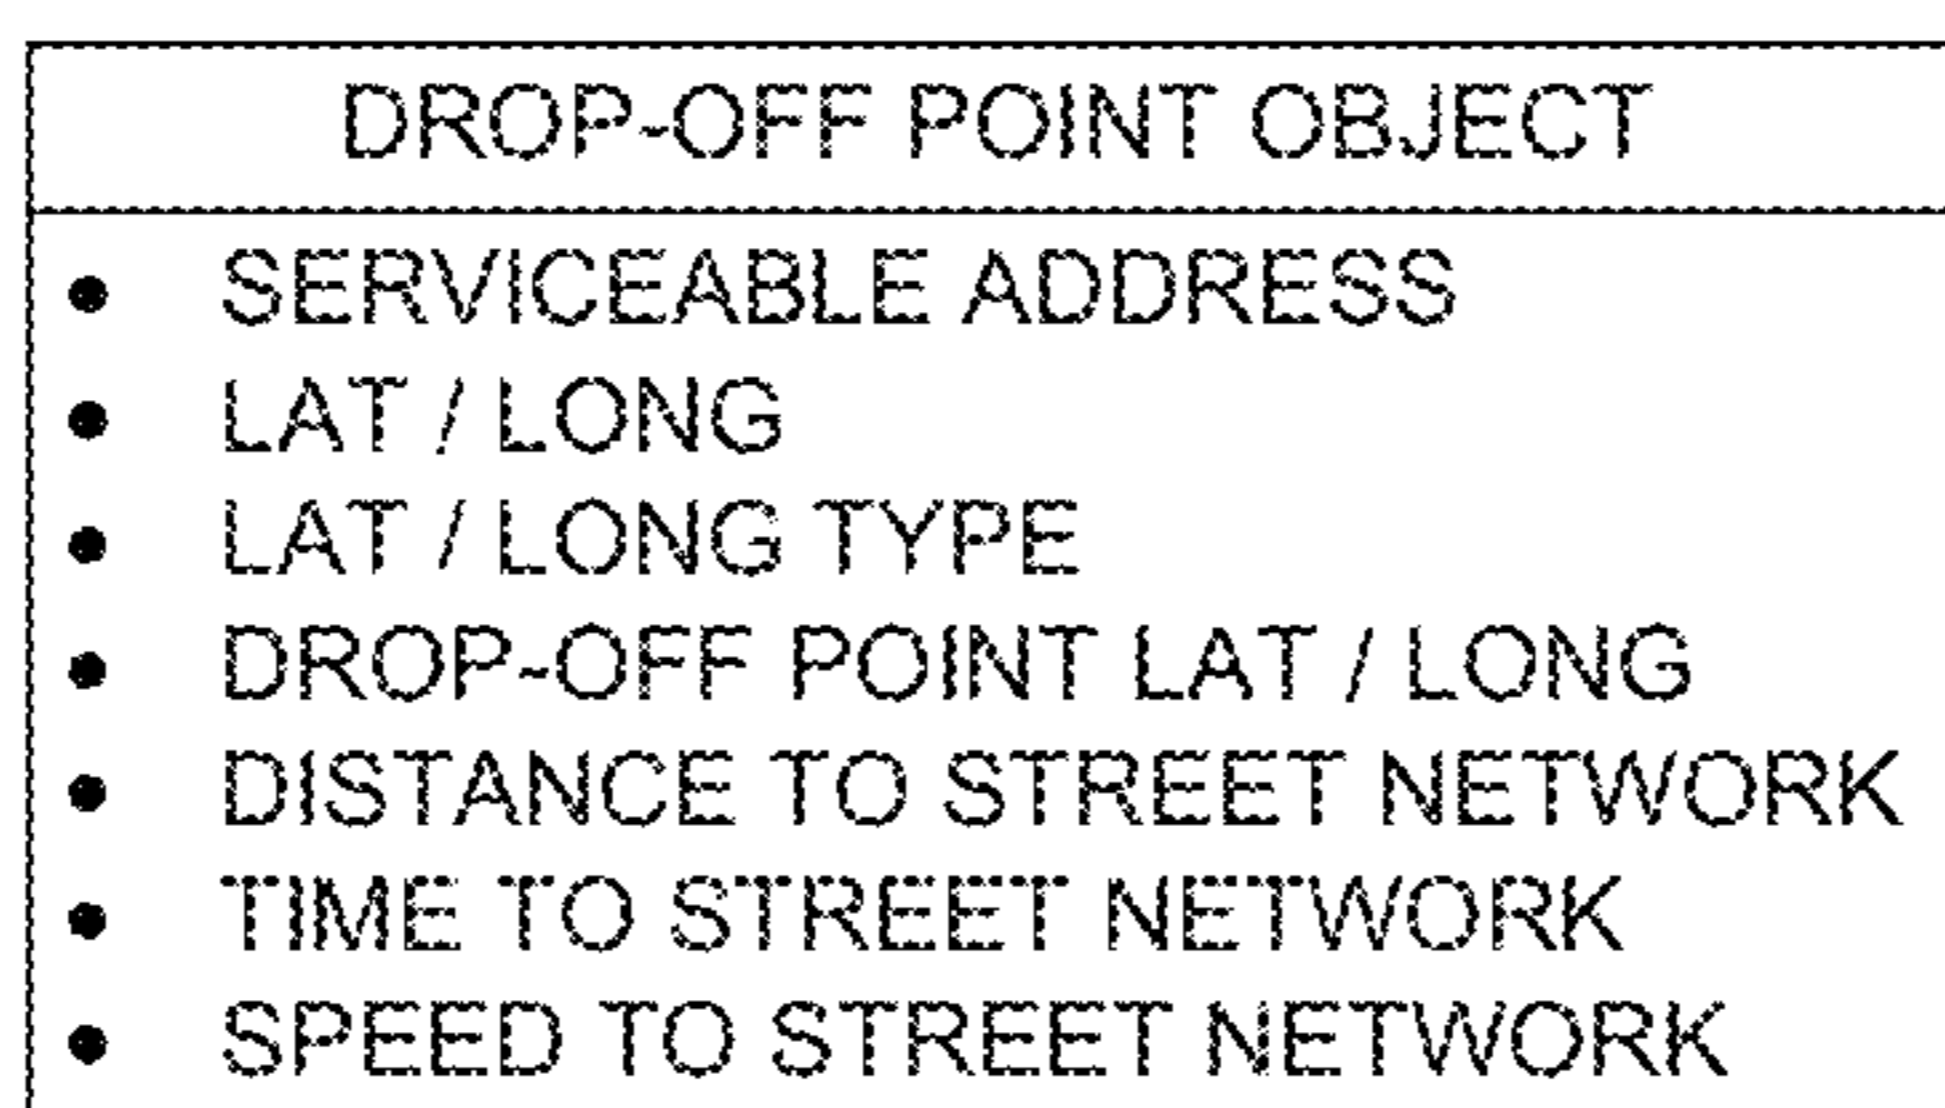 DROP-OFF POINT OBJECT
• SERVICEABLE ADDRESS
• LAT / LONG
• LAT / LONG TYPE
• DROP-OFF POINT LAT / LONG
• DISTANCE TO STREET NETWORK
• TIME TO STREET NETWORK
• SPEED TO STREET NETWORK